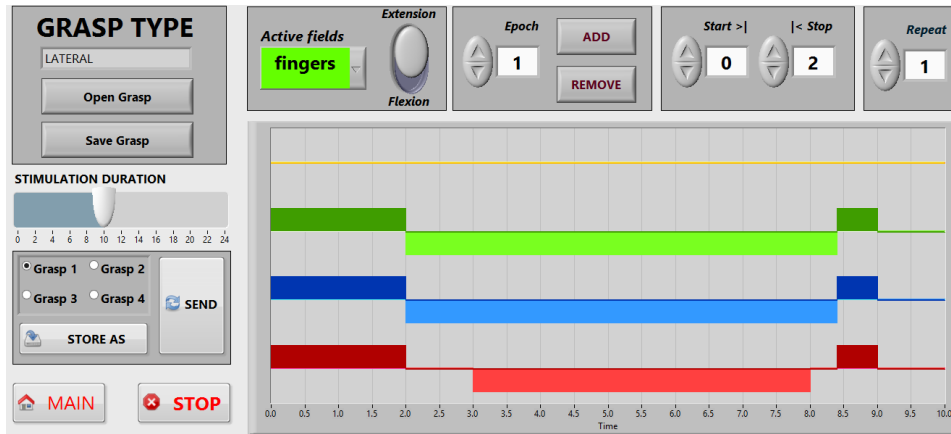 GRASP TYPE
LATERAL
Open Grasp
Save Grasp
STIMULATION DURATION
0 2 4 6 8 10 12 14 16 18 20 22 24
Grasp 1 Grasp 2
Grasp 3 Grasp 4
STORE AS
SEND
MAIN
STOP
Active fields
fingers
Extension
Flexion
Epoch
1
ADD
REMOVE
Start >| |< Stop
0 2
Repeat
1
0.0 0.5 1.0 1.5 2.0 2.5 3.0 3.5 4.0 4.5 5.0 5.5 6.0 6.5 7.0 7.5 8.0 8.5 9.0 9.5 10.0
Time